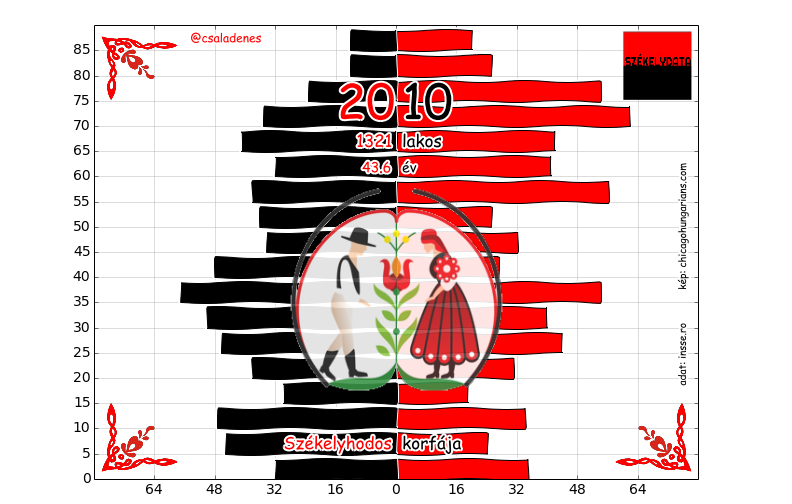 @csaladenes
SZÉKELYDATA
2010
1321 lakos
43.6 év
kép: chicagohungarians.com
adat: insse.ro
Székelyhodos korfája
85
80
75
70
65
60
55
50
45
40
35
30
25
20
15
10
5
0
64 48 32 16 0 16 32 48 64